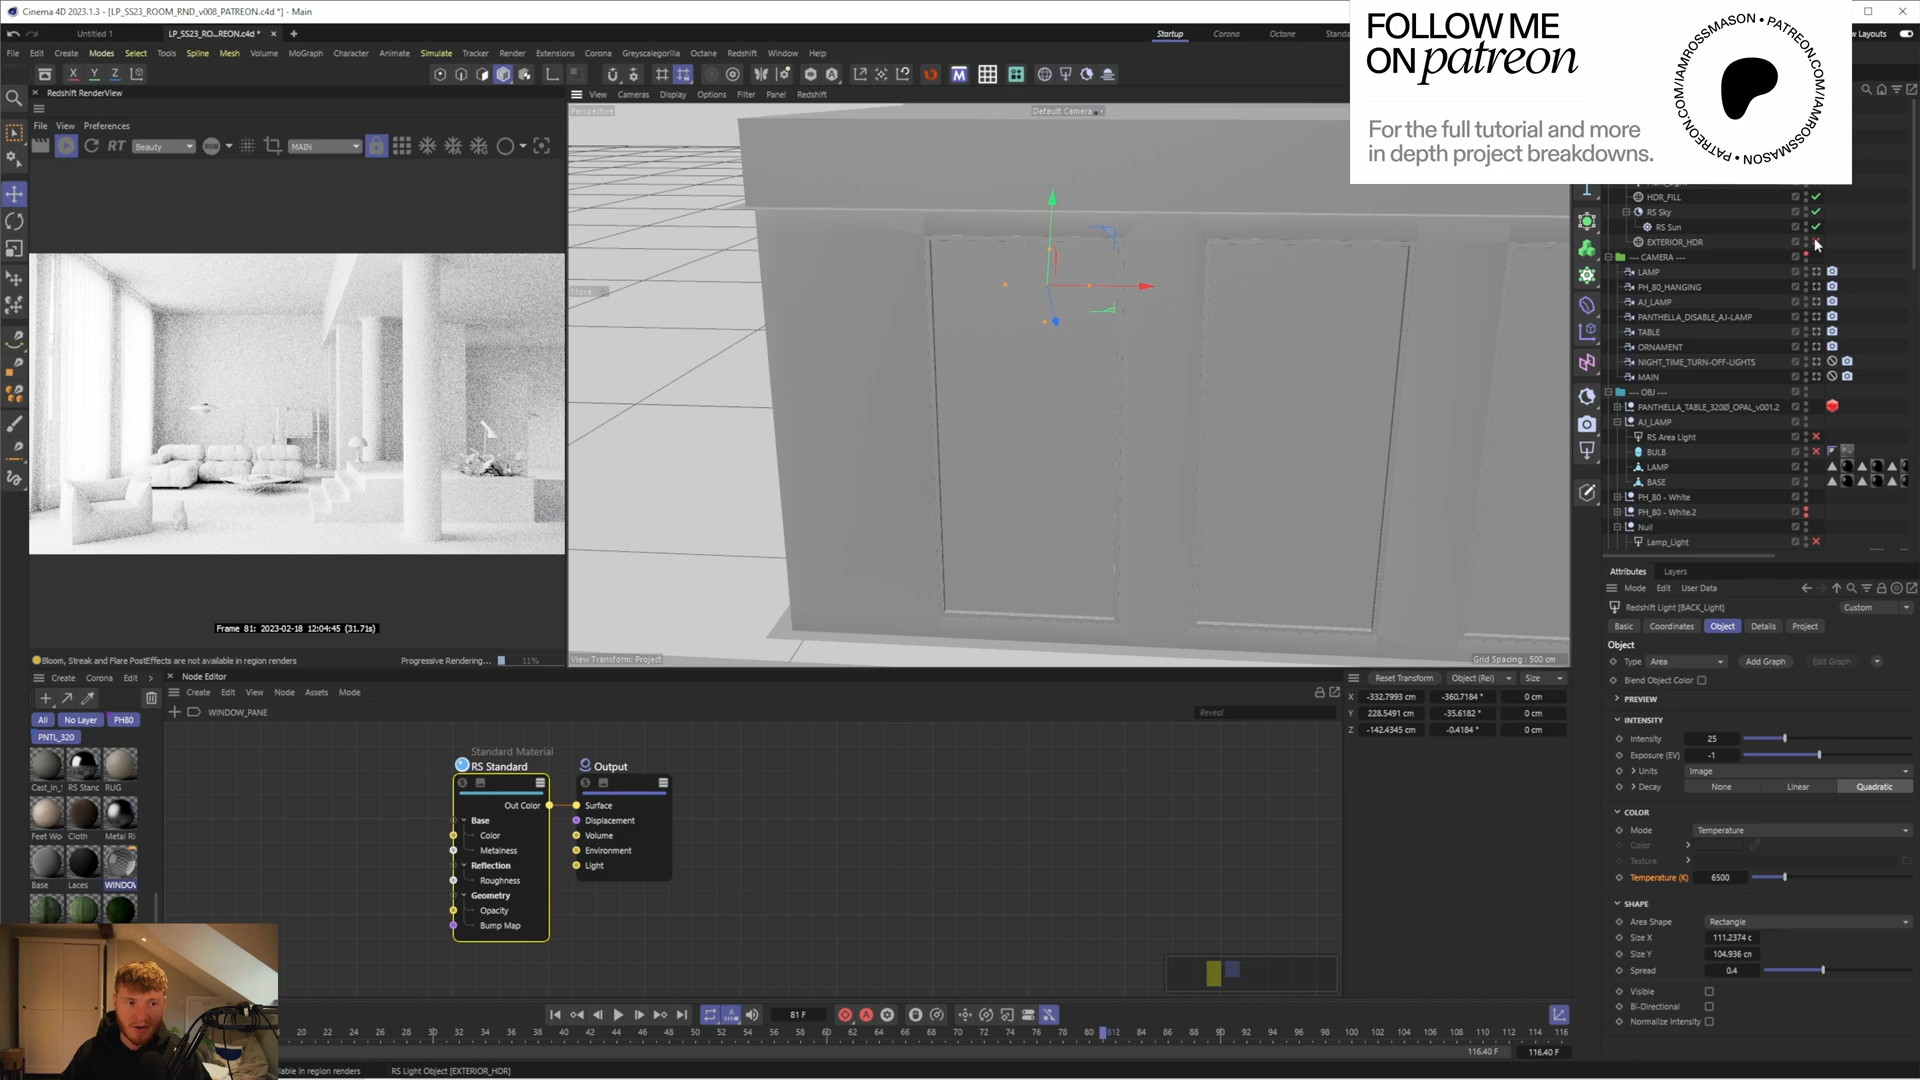 Cinema 4D 2023.1.3 - [LP_SS23_ROOM_RND_v008_PATREON.c4d *] - Main
Untitled 1
LP_SS23_RO...REON.c4d *
Startup
Corona
Octane
Standa
w Layouts
File Edit Create Modes Select Tools Spline Mesh Volume MoGraph Character Animate Simulate Tracker Render Extensions Corona Greyscalegorilla Octane Redshift Window Help
FOLLOW ME
ON patreon
For the full tutorial and more
in depth project breakdowns.
PATREON.COM/IAMROSSMASON • PATREON.COM/IAMROSSMASON •
Redshift RenderView
File View Preferences
RT Beauty RGB MAIN
View Cameras Display Options Filter Panel Redshift
Perspective
Default Camera
Move
HDR_FILL
RS Sky
RS Sun
EXTERIOR_HDR
--- CAMERA ---
LAMP
PH_80_HANGING
AJ_LAMP
PANTHELLA_DISABLE_AJ-LAMP
TABLE
ORNAMENT
NIGHT_TIME_TURN-OFF-LIGHTS
MAIN
--- OBJ ---
PANTHELLA_TABLE_320Ø_OPAL_v001.2
AJ_LAMP
RS Area Light
BULB
LAMP
BASE
PH_80 - White
PH_80 - White.2
Null
Lamp_Light
Frame 81: 2023-02-18 12:04:45 (31.71s)
Bloom, Streak and Flare PostEffects are not available in region renders
Progressive Rendering... 11%
View Transform: Project
Grid Spacing : 500 cm
Attributes Layers
Mode Edit User Data
Redshift Light [BACK_Light]
Custom
Basic Coordinates Object Details Project
Object
Type Area Add Graph Edit Graph
Blend Object Color
PREVIEW
INTENSITY
Intensity 25
Exposure (EV) -1
Units Image
Decay None Linear Quadratic
COLOR
Mode Temperature
Color
Texture
Temperature (K) 6500
SHAPE
Area Shape Rectangle
Size X 111.2374 c
Size Y 104.936 cn
Spread 0.4
Visible
Bi-Directional
Normalize Intensity
Create Corona Edit
All No Layer PH80
PNTL_320
Cast_In_ RS Stanc RUG
Feet Wo Cloth Metal Ri
Base Laces WINDOW
Node Editor
Create Edit View Node Assets Mode
WINDOW_PANE
Reveal
Standard Material
RS Standard
Out Color
Base
Color
Metalness
Reflection
Roughness
Geometry
Opacity
Bump Map
Output
Surface
Displacement
Volume
Environment
Light
Reset Transform Object (Rel) Size
X -332.7993 cm -360.7184 ° 0 cm
Y 228.5491 cm -35.6182 ° 0 cm
Z -142.4345 cm -0.4184 ° 0 cm
81 F
20 22 24 26 28 30 32 34 36 38 40 42 44 46 48 50 52 54 56 58 60 62 64 66 68 70 72 74 76 78 80 812 84 86 88 90 92 94 96 98 100 102 104 106 108 110 112 114 116
116.40 F 116.40 F
ilable in region renders
RS Light Object [EXTERIOR_HDR]